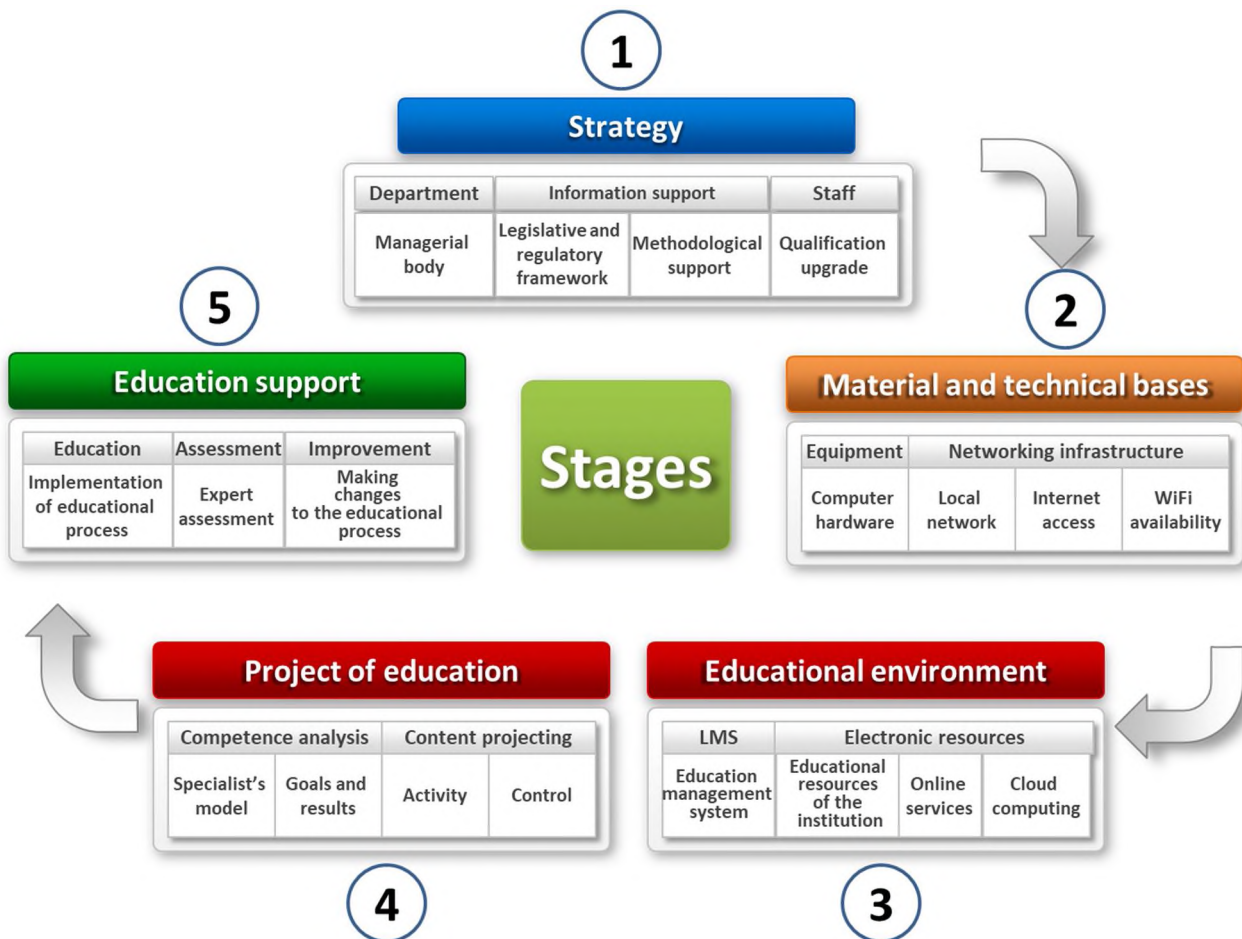 1
Strategy
Department Information support Staff
Managerial
body
Legislative and
regulatory
framework
Methodological
support
Qualification
upgrade
2
Material and technical bases
Equipment Networking infrastructure
Computer
hardware
Local
network
Internet
access
WiFi
availability
Stages
5
Education support
Education Assessment Improvement
Implementation
of educational
process
Expert
assessment
Making
changes
to the educational
process
Educational environment
LMS Electronic resources
Education
management
system
Educational
resources
of the
institution
Online
services
Cloud
computing
3
Project of education
Competence analysis Content projecting
Specialist's
model
Goals and
results
Activity
Control
4